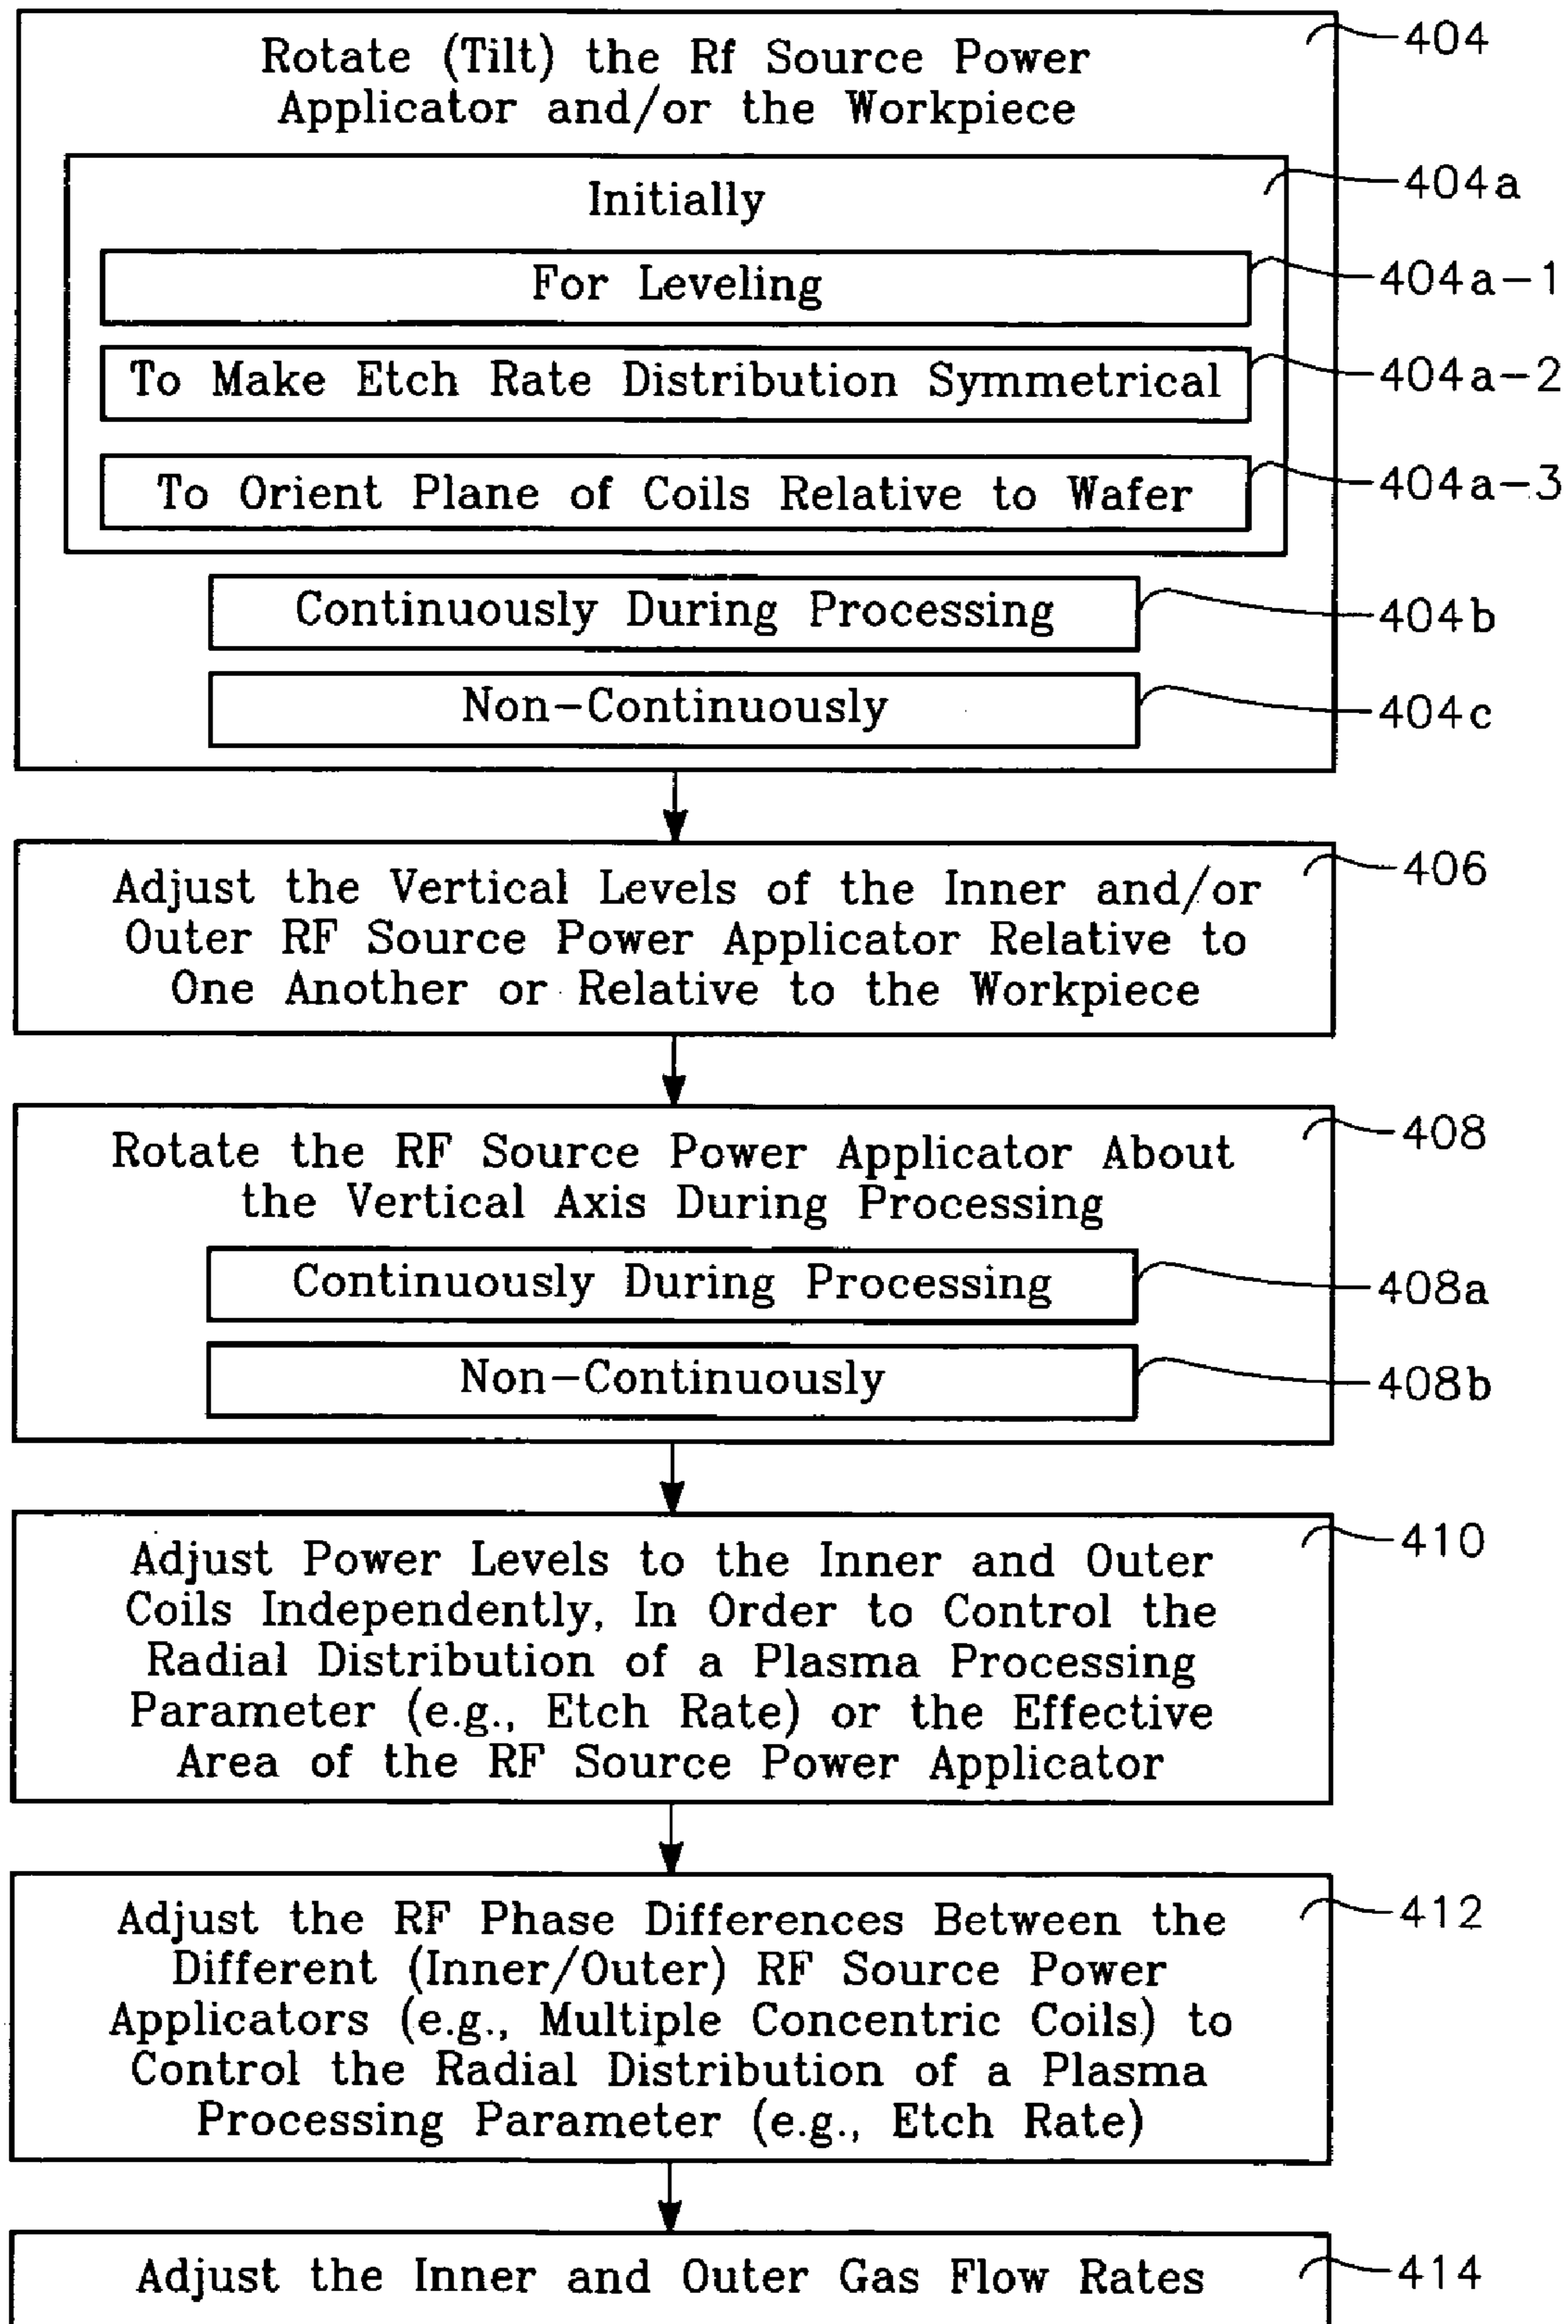 Rotate (Tilt) the Rf Source Power
Applicator and/or the Workpiece
404
Initially
404a
For Leveling
404a-1
To Make Etch Rate Distribution Symmetrical
404a-2
To Orient Plane of Coils Relative to Wafer
404a-3
Continuously During Processing
404b
Non-Continuously
404c
Adjust the Vertical Levels of the Inner and/or
Outer RF Source Power Applicator Relative to
One Another or Relative to the Workpiece
406
Rotate the RF Source Power Applicator About
the Vertical Axis During Processing
408
Continuously During Processing
408a
Non-Continuously
408b
Adjust Power Levels to the Inner and Outer
Coils Independently, In Order to Control the
Radial Distribution of a Plasma Processing
Parameter (e.g., Etch Rate) or the Effective
Area of the RF Source Power Applicator
410
Adjust the RF Phase Differences Between the
Different (Inner/Outer) RF Source Power
Applicators (e.g., Multiple Concentric Coils) to
Control the Radial Distribution of a Plasma
Processing Parameter (e.g., Etch Rate)
412
Adjust the Inner and Outer Gas Flow Rates
414